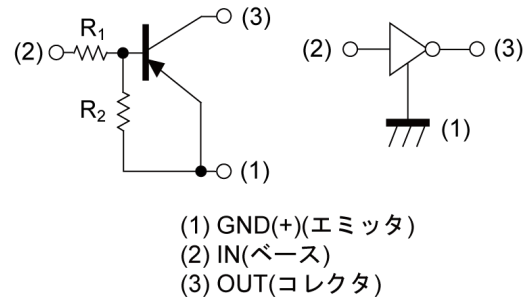 (3)
(2) R₁
R₂
(1)
(2) (3)
(1)
(1) GND(+)(エミッタ)
(2) IN(ベース)
(3) OUT(コレクタ)